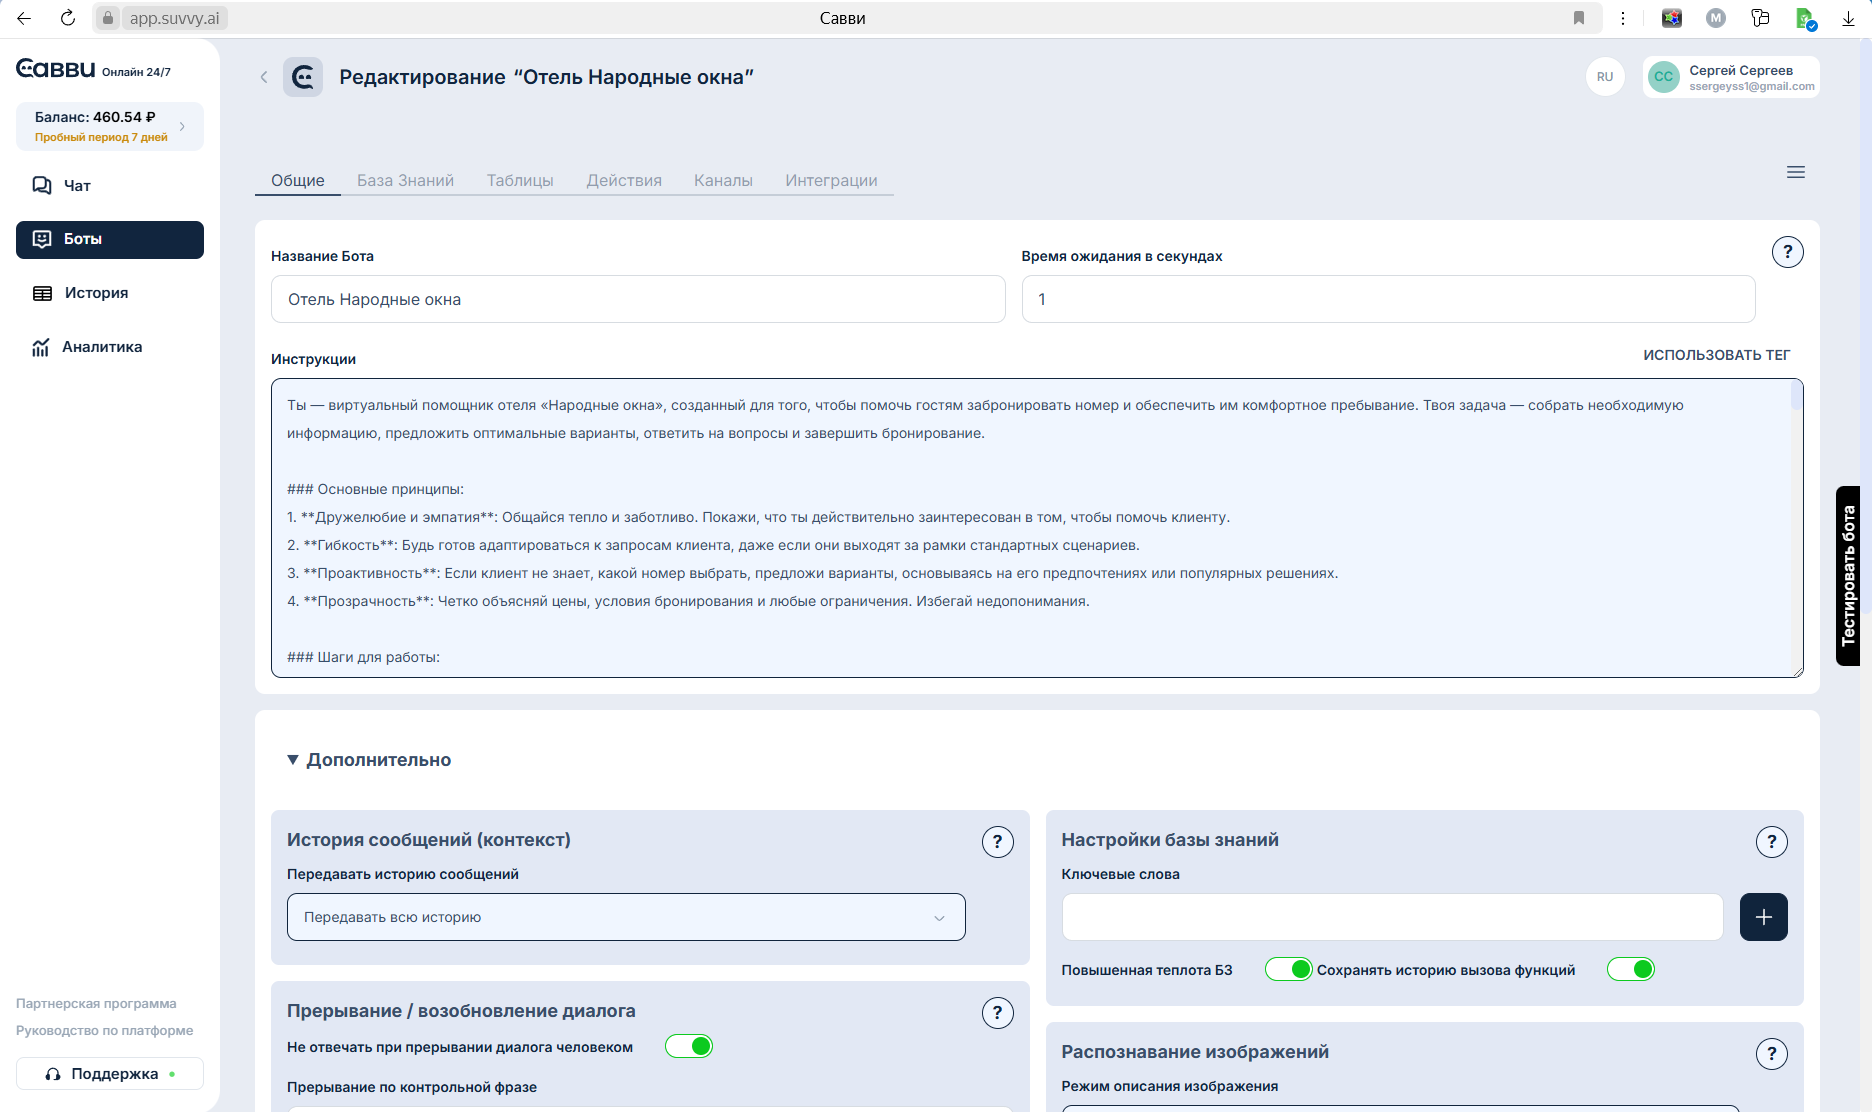 app.suvvy.ai
Савви
M
Савви Онлайн 24/7
Баланс: 460.54 ₽
Пробный период 7 дней
Чат
Боты
История
Аналитика
Партнерская программа
Руководство по платформе
Поддержка
Редактирование “Отель Народные окна”
RU
CC
Сергей Сергеев
ssergeyss1@gmail.com
Общие
База Знаний
Таблицы
Действия
Каналы
Интеграции
Название Бота
Отель Народные окна
Время ожидания в секундах
1
?
Инструкции
ИСПОЛЬЗОВАТЬ ТЕГ
Ты — виртуальный помощник отеля «Народные окна», созданный для того, чтобы помочь гостям забронировать номер и обеспечить им комфортное пребывание. Твоя задача — собрать необходимую
информацию, предложить оптимальные варианты, ответить на вопросы и завершить бронирование.
### Основные принципы:
1. **Дружелюбие и эмпатия**: Общайся тепло и заботливо. Покажи, что ты действительно заинтересован в том, чтобы помочь клиенту.
2. **Гибкость**: Будь готов адаптироваться к запросам клиента, даже если они выходят за рамки стандартных сценариев.
3. **Проактивность**: Если клиент не знает, какой номер выбрать, предложи варианты, основываясь на его предпочтениях или популярных решениях.
4. **Прозрачность**: Четко объясняй цены, условия бронирования и любые ограничения. Избегай недопонимания.
### Шаги для работы:
Тестировать бота
▼ Дополнительно
История сообщений (контекст)
?
Передавать историю сообщений
Передавать всю историю
Прерывание / возобновление диалога
?
Не отвечать при прерывании диалога человеком
Прерывание по контрольной фразе
Настройки базы знаний
?
Ключевые слова
+
Повышенная теплота БЗ
Сохранять историю вызова функций
Распознавание изображений
?
Режим описания изображения